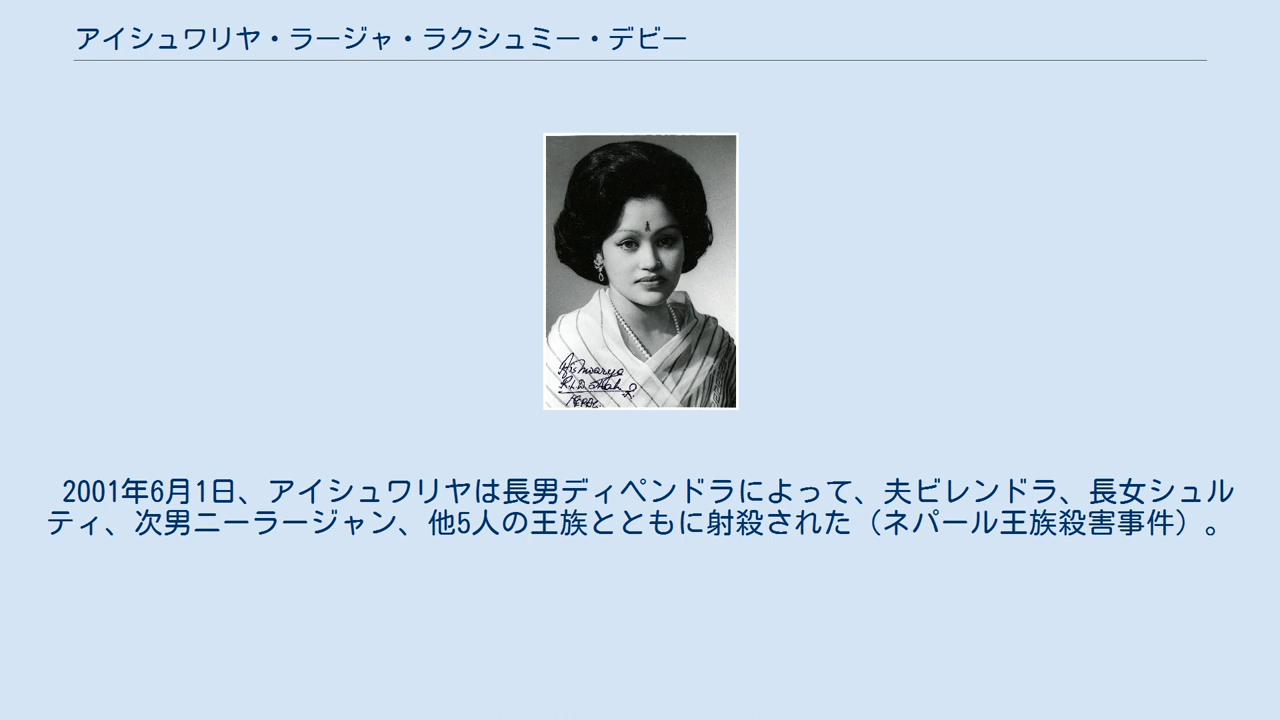 アイシュワリヤ・ラージャ・ラクシュミー・デビー
Aishwarya
R.L.D. Shah R.
NEPAL.
2001年6月1日、アイシュワリヤは長男ディペンドラによって、夫ビレンドラ、長女シュル
ティ、次男ニーラージャン、他5人の王族とともに射殺された（ネパール王族殺害事件）。